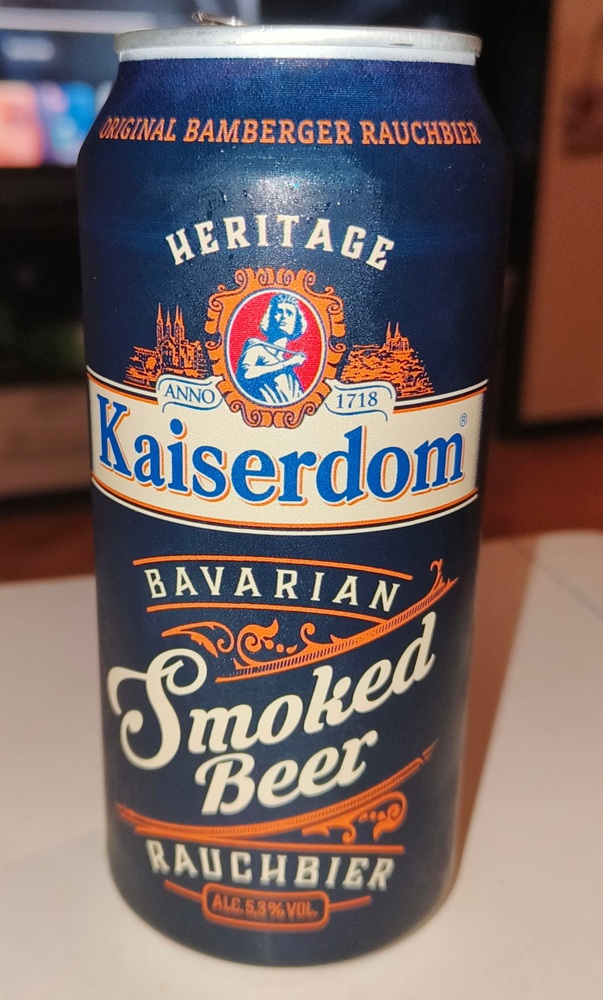 ORIGINAL BAMBERGER RAUCHBIER
HERITAGE
ANNO 1718
Kaiserdom®
BAVARIAN
Smoked
Beer
RAUCHBIER
ALC. 5,3% VOL.